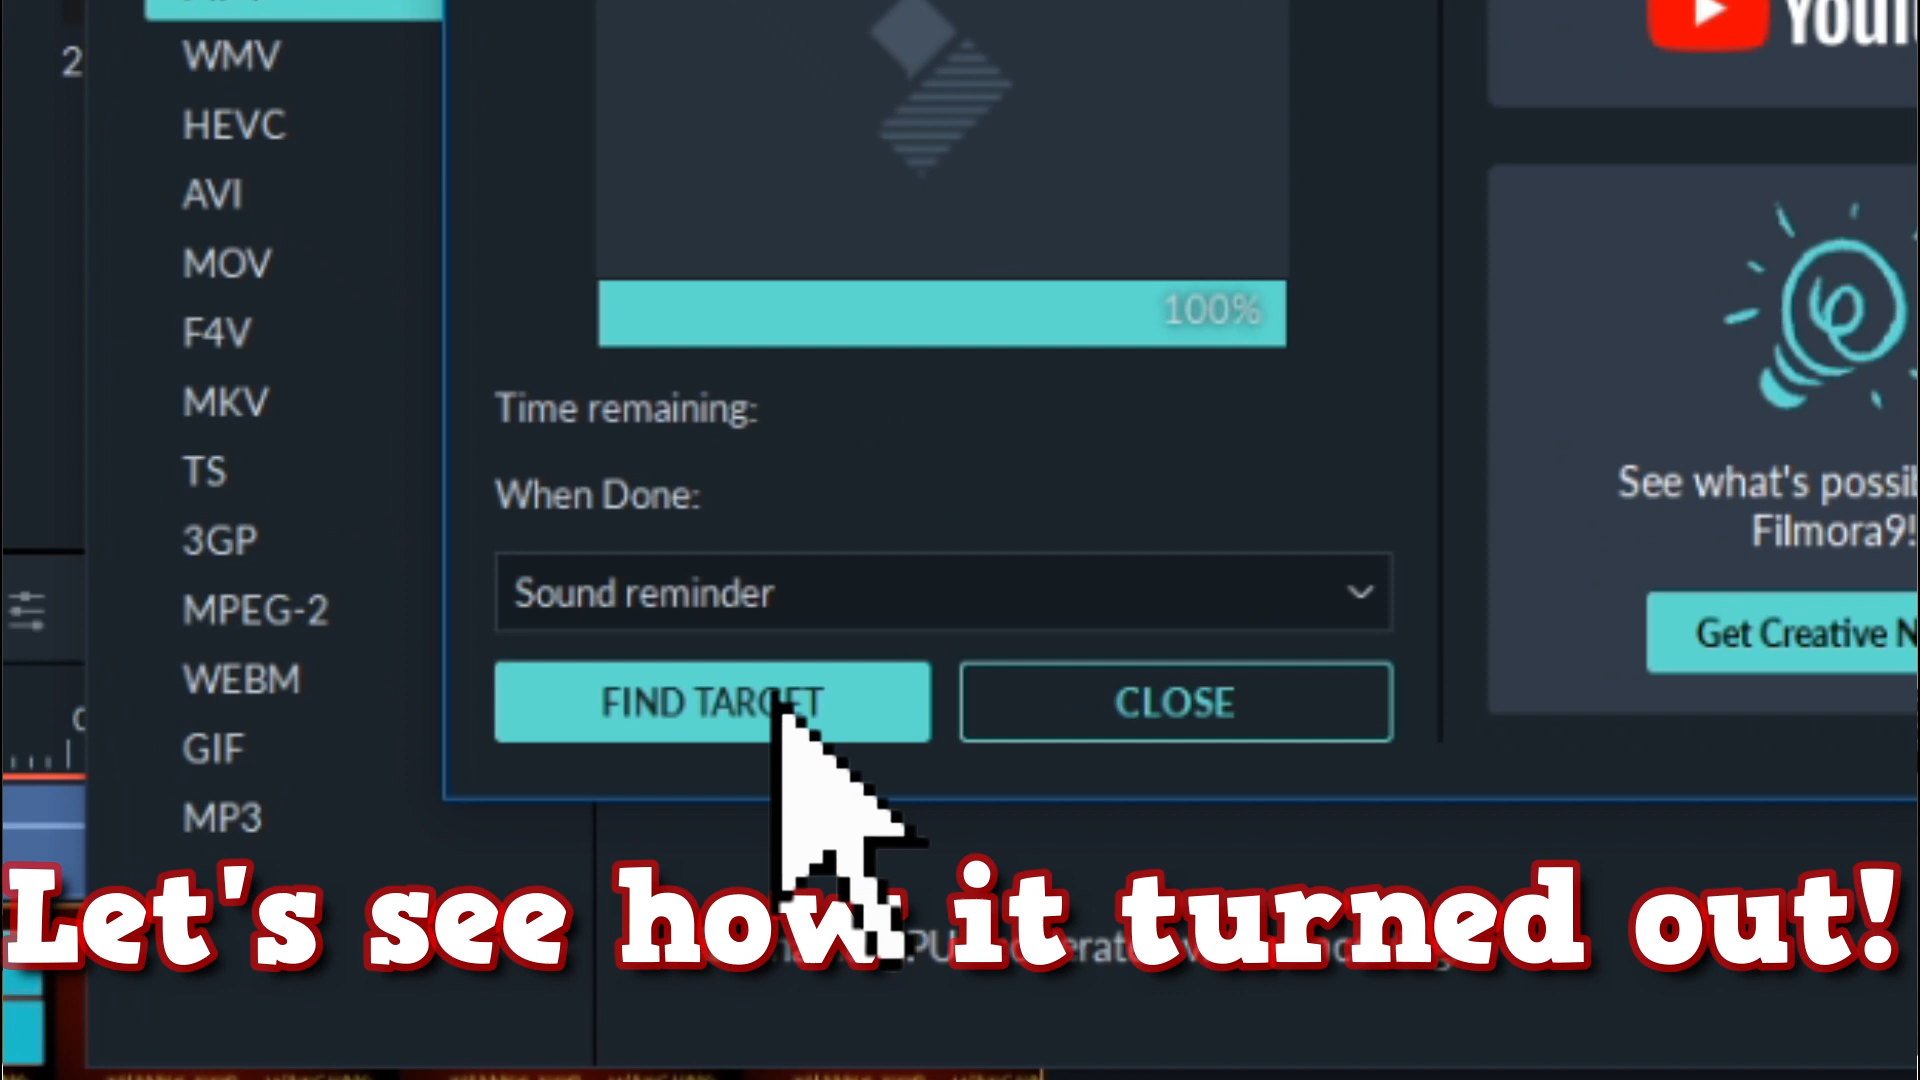 2
WMV
HEVC
AVI
MOV
F4V
MKV
TS
3GP
MPEG-2
WEBM
GIF
MP3
100%
Time remaining:
When Done:
Sound reminder
FIND TARGET
CLOSE
See what's
Filmora9!
Get Creative
Let's see how it turned out!